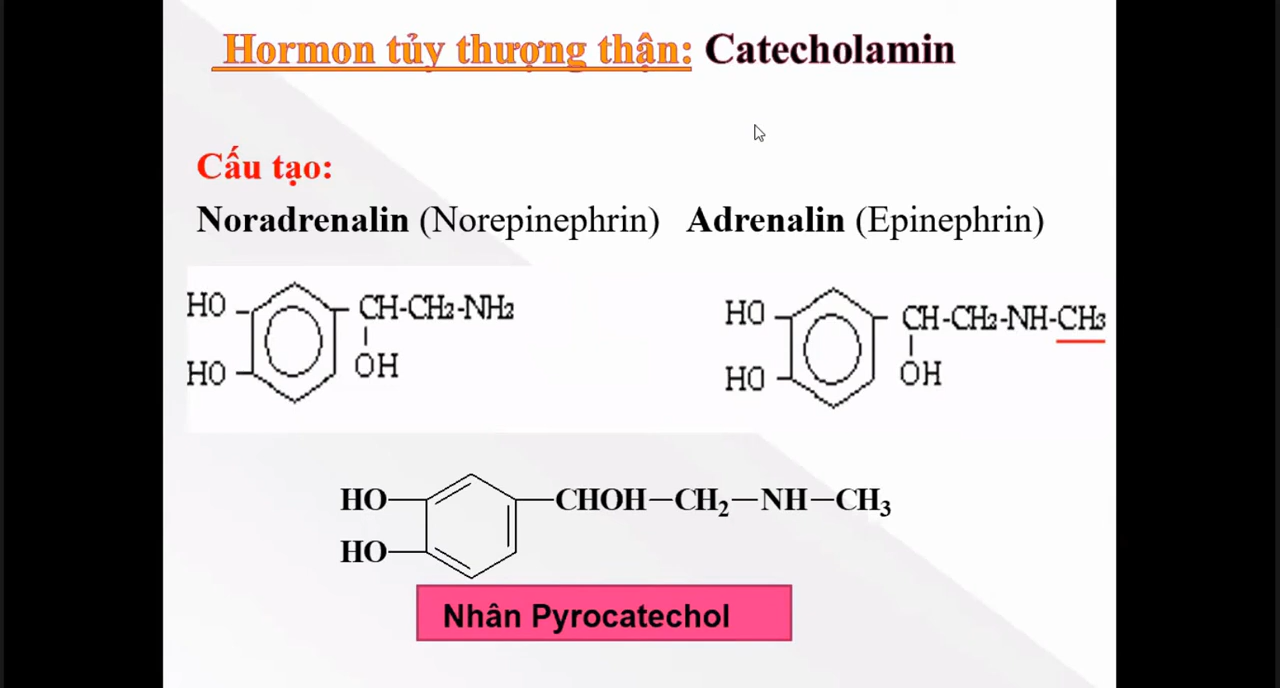 Hormon tủy thượng thận: Catecholamin
Cấu tạo:
Noradrenalin (Norepinephrin) Adrenalin (Epinephrin)
HO CH-CH₂-NH₂
HO OH
HO CH-CH₂-NH-CH₃
HO OH
HO CHOH—CH₂—NH—CH₃
HO
Nhân Pyrocatechol